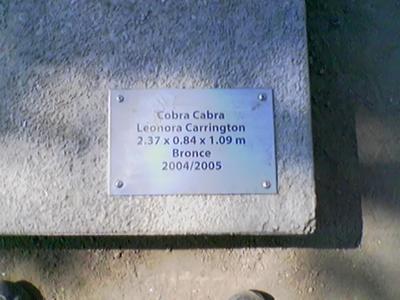 Cobra Cabra
Leonora Carrington
2.37 x 0.84 x 1.09 m
Bronce
2004/2005